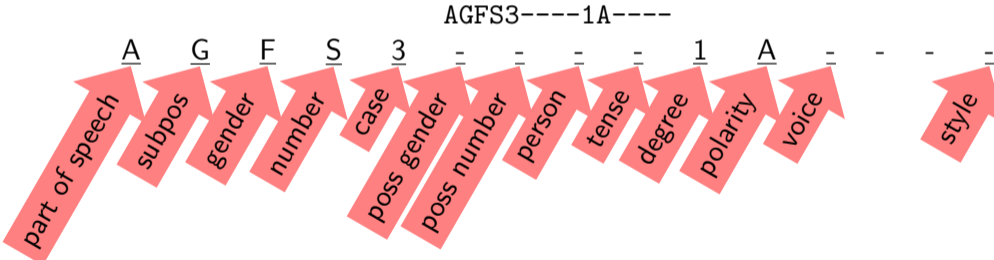 AGFS3----1A----
A G F S 3 - - - - 1 A - - - -
part of speech subpos gender number case poss gender poss number person tense degree polarity voice style